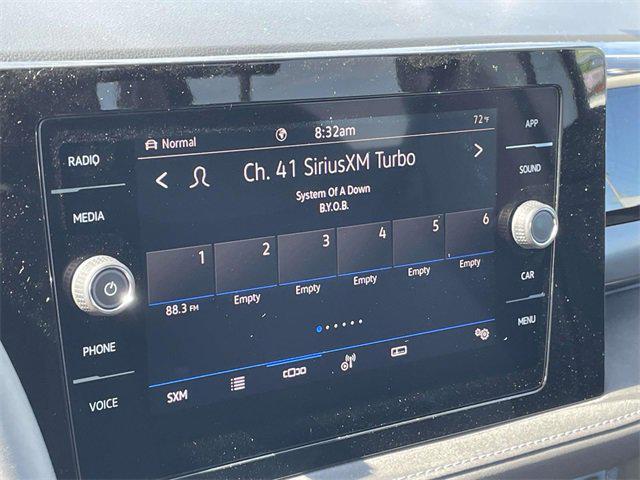 RADIO
MEDIA
PHONE
VOICE
Normal
8:32am
72°F
Ch. 41 SiriusXM Turbo
System Of A Down
B.Y.O.B.
1
2
3
4
5
6
88.3 FM
Empty
Empty
Empty
Empty
Empty
SXM
APP
SOUND
CAR
MENU